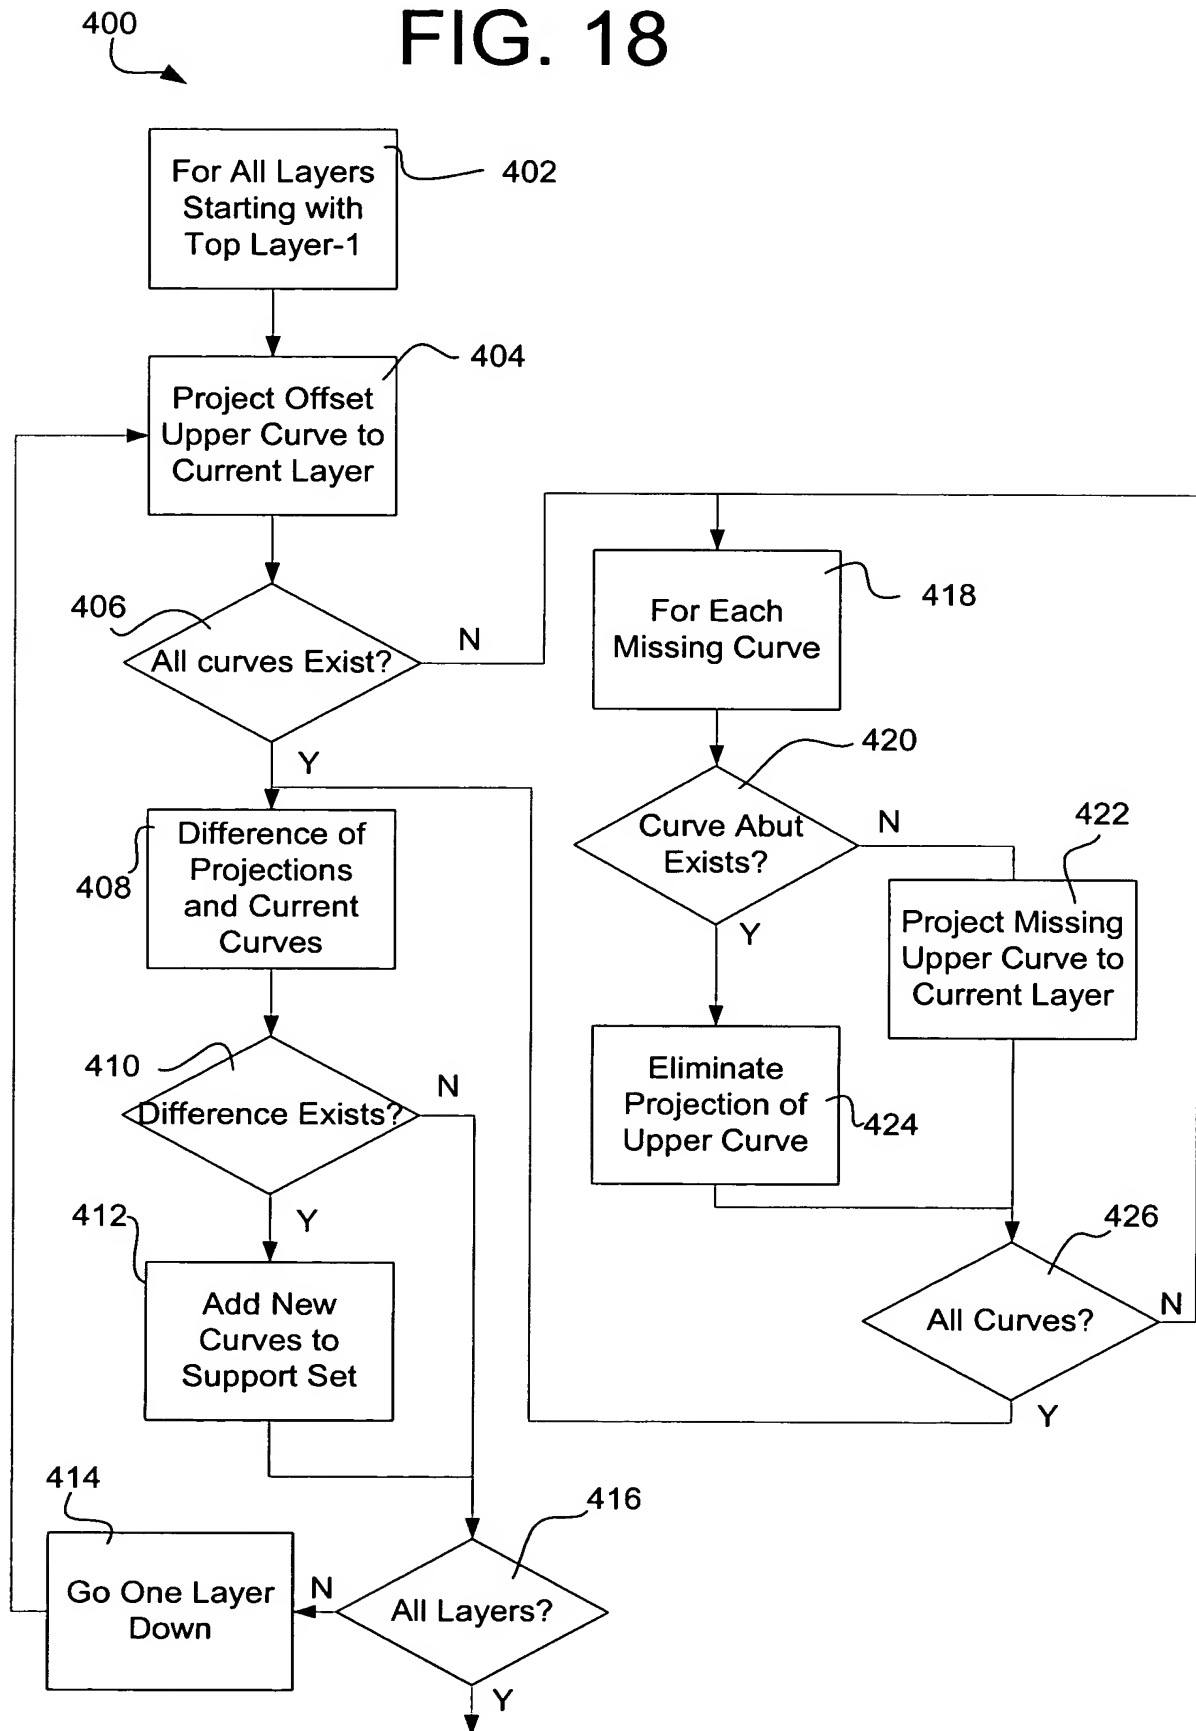 FIG. 18
400
For All Layers
Starting with
Top Layer-1
402
Project Offset
Upper Curve to
Current Layer
404
406
All curves Exist?
N
Y
For Each
Missing Curve
418
408
Difference of
Projections
and Current
Curves
Curve Abut
Exists?
420
N
Y
422
Project Missing
Upper Curve to
Current Layer
410
Difference Exists?
N
Y
Eliminate
Projection of
Upper Curve
424
412
Add New
Curves to
Support Set
426
All Curves?
N
Y
414
Go One Layer
Down
416
All Layers?
N
Y